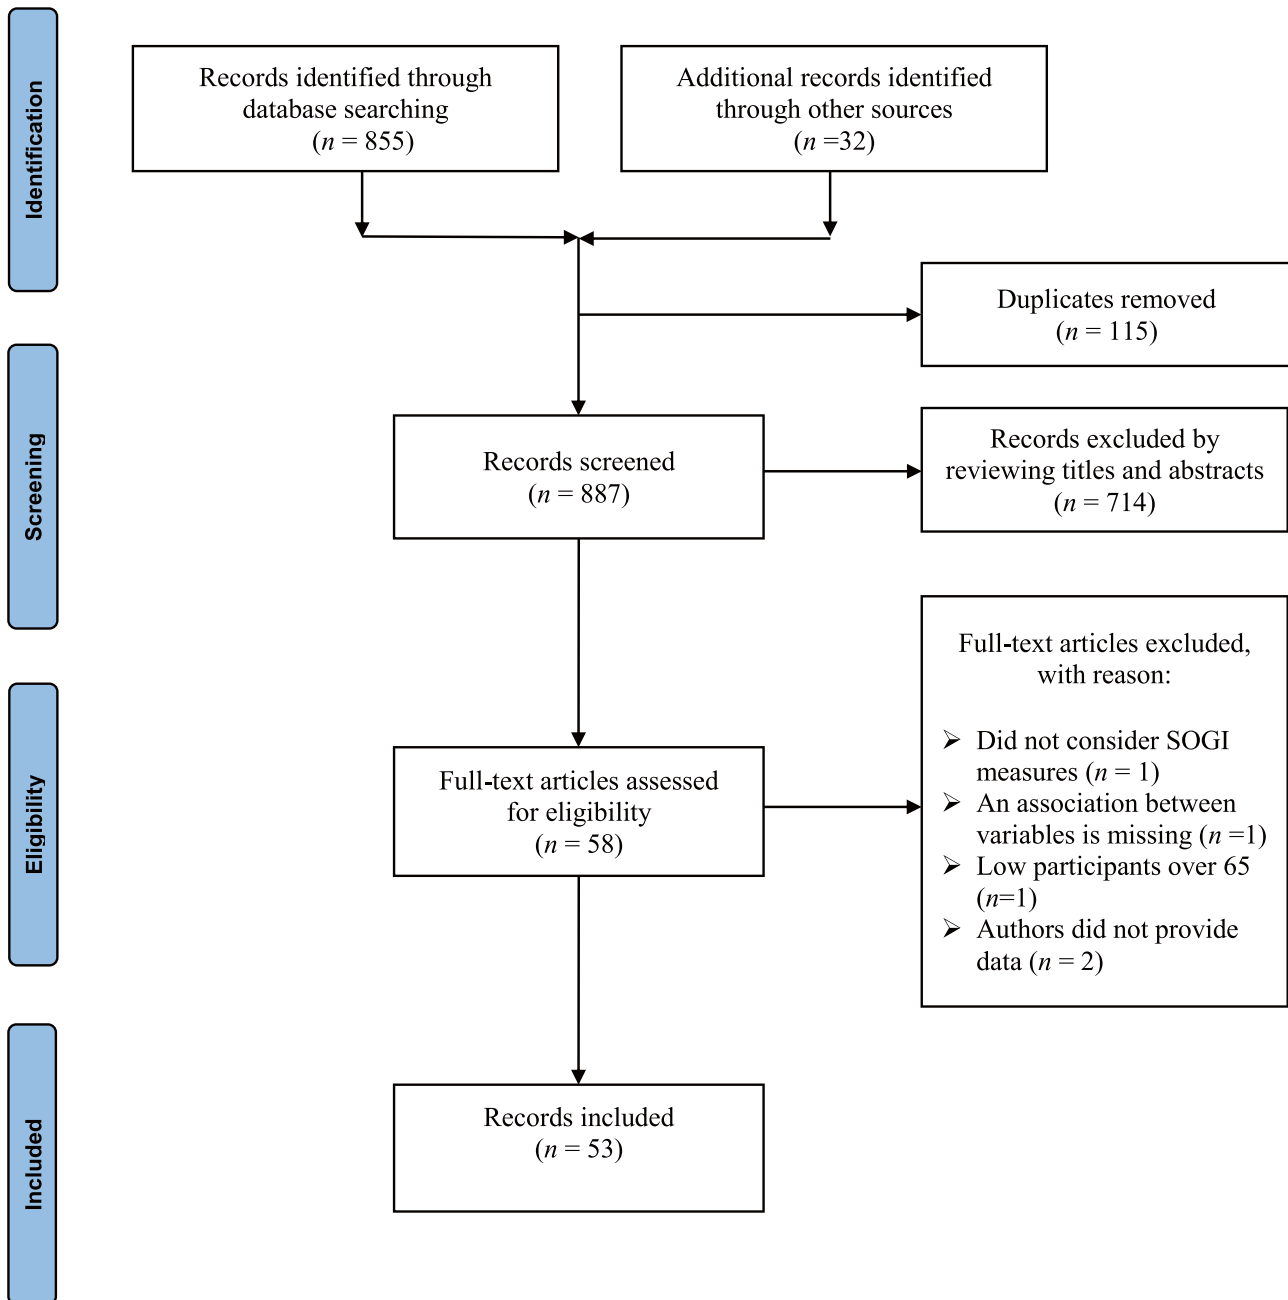 Identification
Records identified through
database searching
(n = 855)
Additional records identified
through other sources
(n =32)
Duplicates removed
(n = 115)
Screening
Records screened
(n = 887)
Records excluded by
reviewing titles and abstracts
(n = 714)
Eligibility
Full-text articles assessed
for eligibility
(n = 58)
Full-text articles excluded,
with reason:
➢ Did not consider SOGI
measures (n = 1)
➢ An association between
variables is missing (n =1)
➢ Low participants over 65
(n=1)
➢ Authors did not provide
data (n = 2)
Included
Records included
(n = 53)